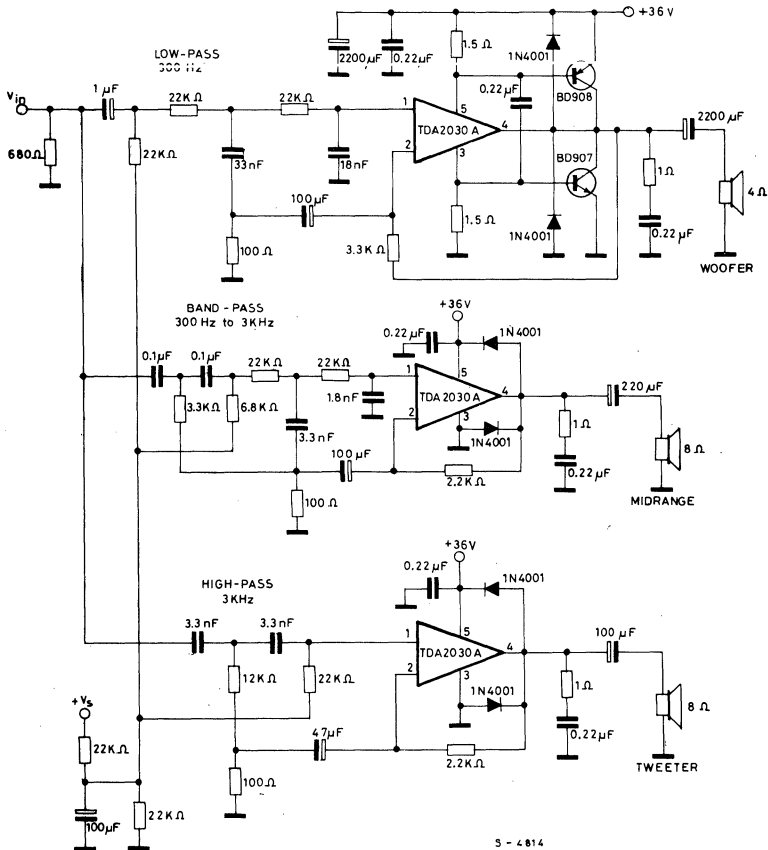 +36V
LOW-PASS
300 Hz
2200µF
0.22µF
1.5Ω
1N4001
BD908
Vin
1µF
22KΩ
22KΩ
1
5
0.22µF
TDA2030A
4
2200µF
680Ω
22KΩ
33nF
18nF
2
3
BD907
1Ω
4Ω
100µF
1.5Ω
1N4001
0.22µF
100Ω
3.3KΩ
WOOFER
BAND-PASS
300Hz to 3KHz
+36V
0.22µF
1N4001
0.1µF
0.1µF
22KΩ
22KΩ
1
5
TDA2030A
4
220µF
3.3KΩ
6.8KΩ
1.8nF
2
3
1N4001
1Ω
8Ω
3.3nF
100µF
2.2KΩ
0.22µF
100Ω
MIDRANGE
+36V
HIGH-PASS
3KHz
0.22µF
1N4001
3.3nF
3.3nF
1
5
TDA2030A
4
100µF
2
3
12KΩ
22KΩ
1N4001
1Ω
8Ω
+Vs
47µF
2.2KΩ
0.22µF
22KΩ
100Ω
TWEETER
100µF
22KΩ
S-4814